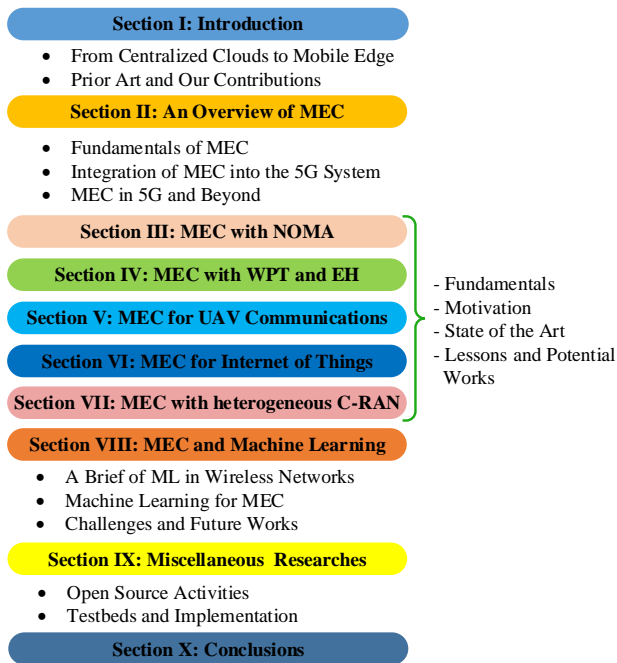 Section I: Introduction
• From Centralized Clouds to Mobile Edge
• Prior Art and Our Contributions
Section II: An Overview of MEC
• Fundamentals of MEC
• Integration of MEC into the 5G System
• MEC in 5G and Beyond
Section III: MEC with NOMA
Section IV: MEC with WPT and EH
Section V: MEC for UAV Communications
Section VI: MEC for Internet of Things
Section VII: MEC with heterogeneous C-RAN
- Fundamentals
- Motivation
- State of the Art
- Lessons and Potential
Works
Section VIII: MEC and Machine Learning
• A Brief of ML in Wireless Networks
• Machine Learning for MEC
• Challenges and Future Works
Section IX: Miscellaneous Researches
• Open Source Activities
• Testbeds and Implementation
Section X: Conclusions